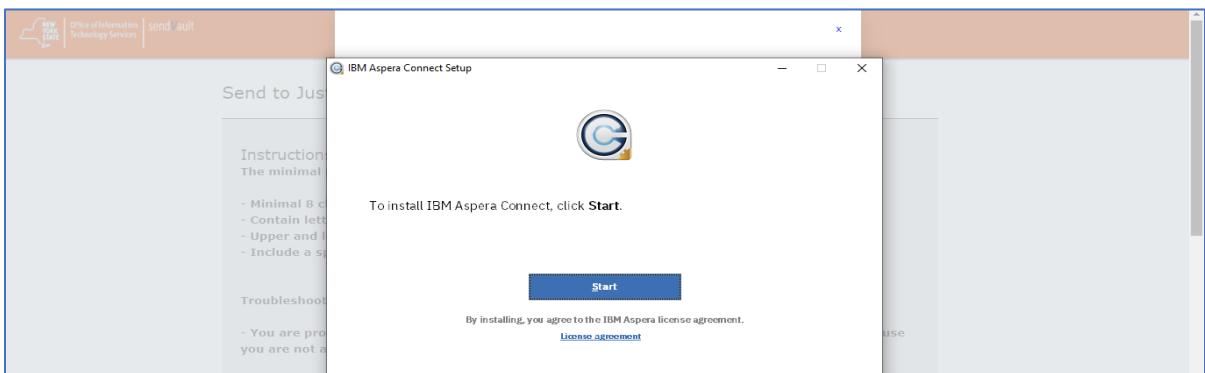 NEW
YORK
STATE
Office of Information
Technology Services
send
ault
x
IBM Aspera Connect Setup
Send to Jus
Instruction
The minimal
- Minimal 8 c
- Contain lett
- Upper and l
- Include a sp
To install IBM Aspera Connect, click Start.
Start
Troubleshoot
By installing, you agree to the IBM Aspera license agreement.
License agreement
- You are pro
use
you are not a